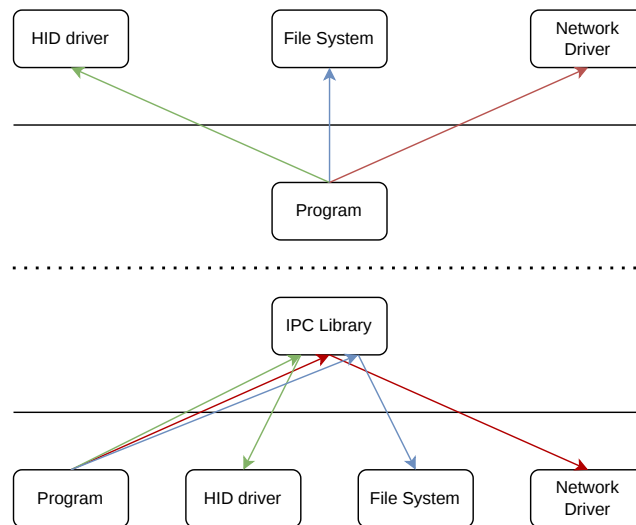 HID driver
File System
Network
Driver
Program
IPC Library
Program
HID driver
File System
Network
Driver